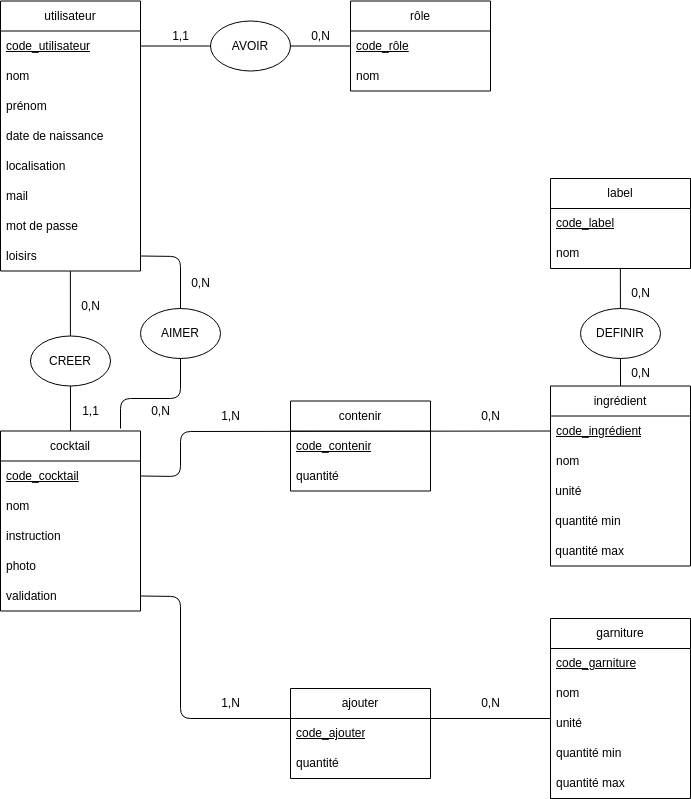 utilisateur
code_utilisateur
nom
prénom
date de naissance
localisation
mail
mot de passe
loisirs
1,1
AVOIR
0,N
rôle
code_rôle
nom
label
code_label
nom
0,N
DEFINIR
0,N
0,N
AIMER
0,N
0,N
CREER
1,1
cocktail
code_cocktail
nom
instruction
photo
validation
1,N
contenir
code_contenir
quantité
0,N
ingrédient
code_ingrédient
nom
unité
quantité min
quantité max
1,N
ajouter
code_ajouter
quantité
0,N
garniture
code_garniture
nom
unité
quantité min
quantité max